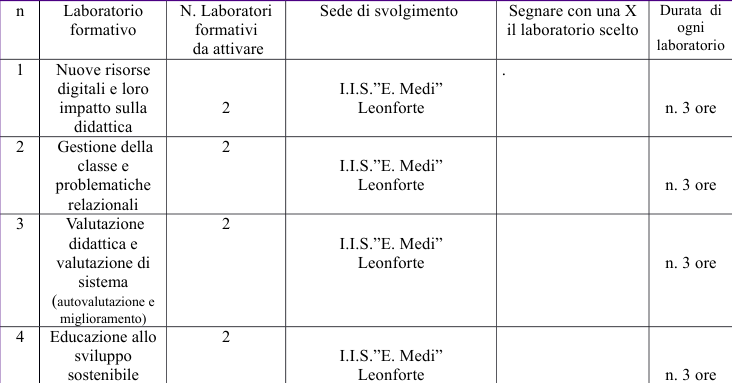 n
Laboratorio
formativo
N. Laboratori
formativi
da attivare
Sede di svolgimento
Segnare con una X
il laboratorio scelto
Durata di
ogni
laboratorio
1
Nuove risorse
digitali e loro
impatto sulla
didattica
2
I.I.S.”E. Medi”
Leonforte
.
n. 3 ore
2
Gestione della
classe e
problematiche
relazionali
2
I.I.S.”E. Medi”
Leonforte
n. 3 ore
3
Valutazione
didattica e
valutazione di
sistema
(autovalutazione e
miglioramento)
2
I.I.S.”E. Medi”
Leonforte
n. 3 ore
4
Educazione allo
sviluppo
sostenibile
2
I.I.S.”E. Medi”
Leonforte
n. 3 ore